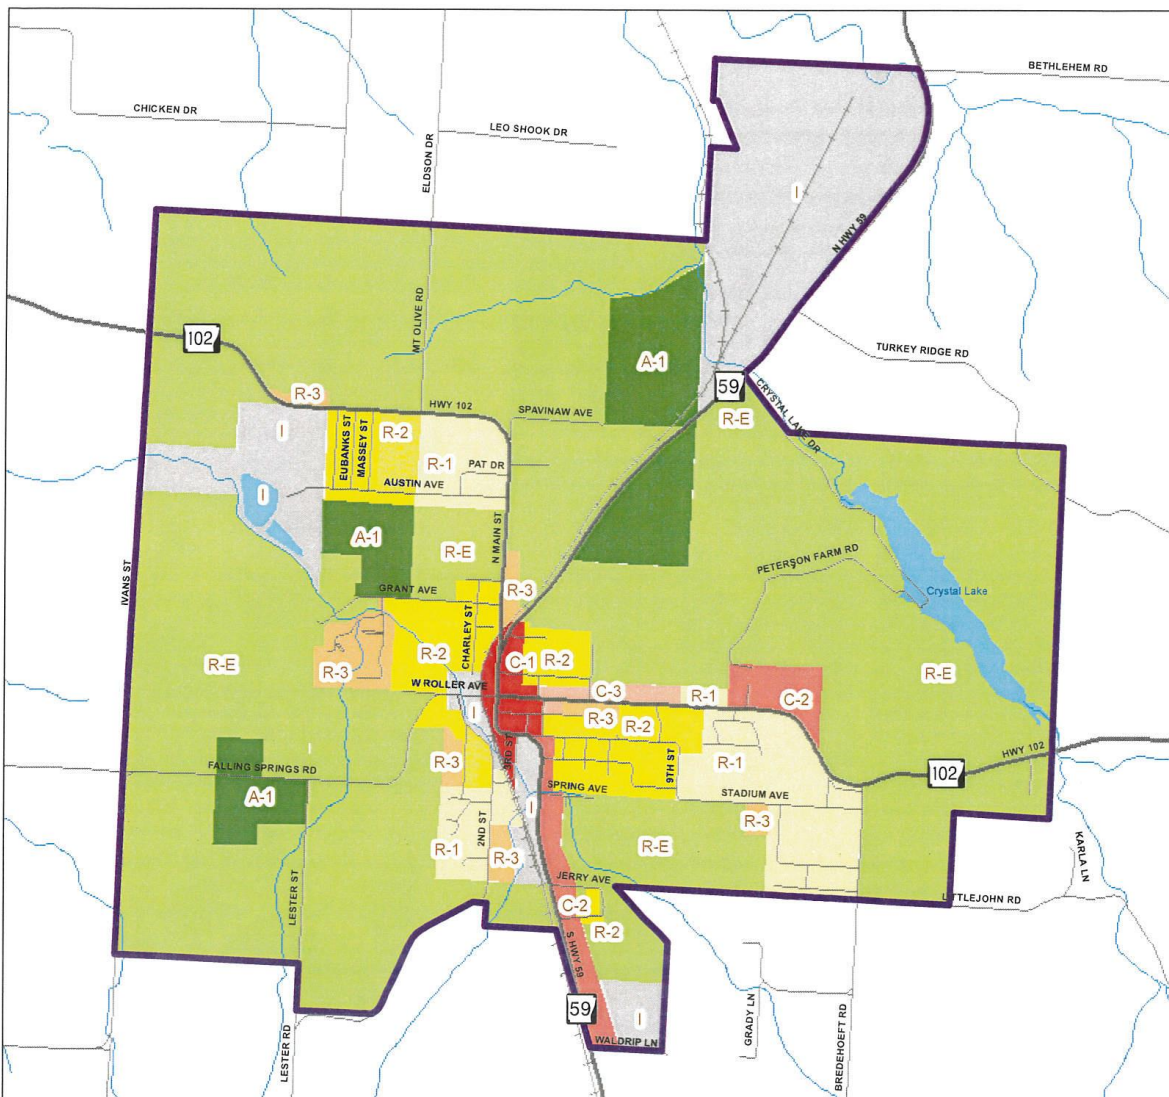 BETHLEHEM RD
CHICKEN DR
LEO SHOOK DR
ELDSON DR
I
N HWY 59
MT OLIVE RD
102
TURKEY RIDGE RD
A-1
59
CRYSTAL LAKE DR
R-3
HWY 102
SPAVINAW AVE
R-E
I
EUBANKS ST
MASSEY ST
R-2
R-1
PAT DR
AUSTIN AVE
I
N MAIN ST
A-1
R-E
PETERSON FARM RD
IVANS ST
GRANT AVE
R-3
Crystal Lake
CHARLEY ST
R-E
R-3
R-2
C-1
R-2
R-E
W ROLLER AVE
C-3
R-1
C-2
I
R-3
R-2
3RD ST
9TH ST
R-1
HWY 102
102
R-3
FALLING SPRINGS RD
SPRING AVE
STADIUM AVE
A-1
I
R-3
2ND ST
R-1
R-3
R-E
KARLA LN
LESTER ST
JERRY AVE
LITTLEJOHN RD
C-2
R-2
S HWY 59
59
I
WALDRIP LN
GRADY LN
BREDEHOEFT RD
LESTER RD